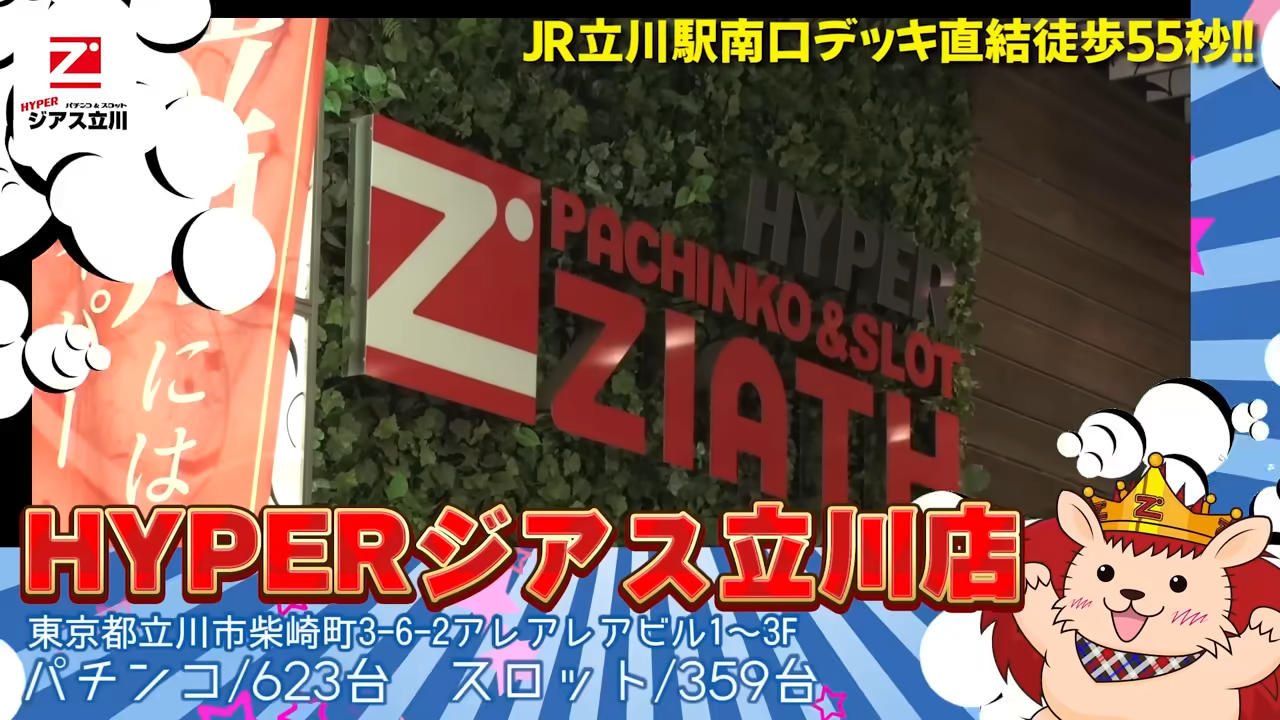 JR立川駅南口デッキ直結徒歩55秒!!
Z
HYPER パチンコ&スロット
ジアス立川
HYPER
PACHINKO & SLOT
ZIATH
には
HYPERジアス立川店
東京都立川市柴崎町3-6-2アレアレアビル1〜3F
パチンコ/623台 スロット/359台
Z